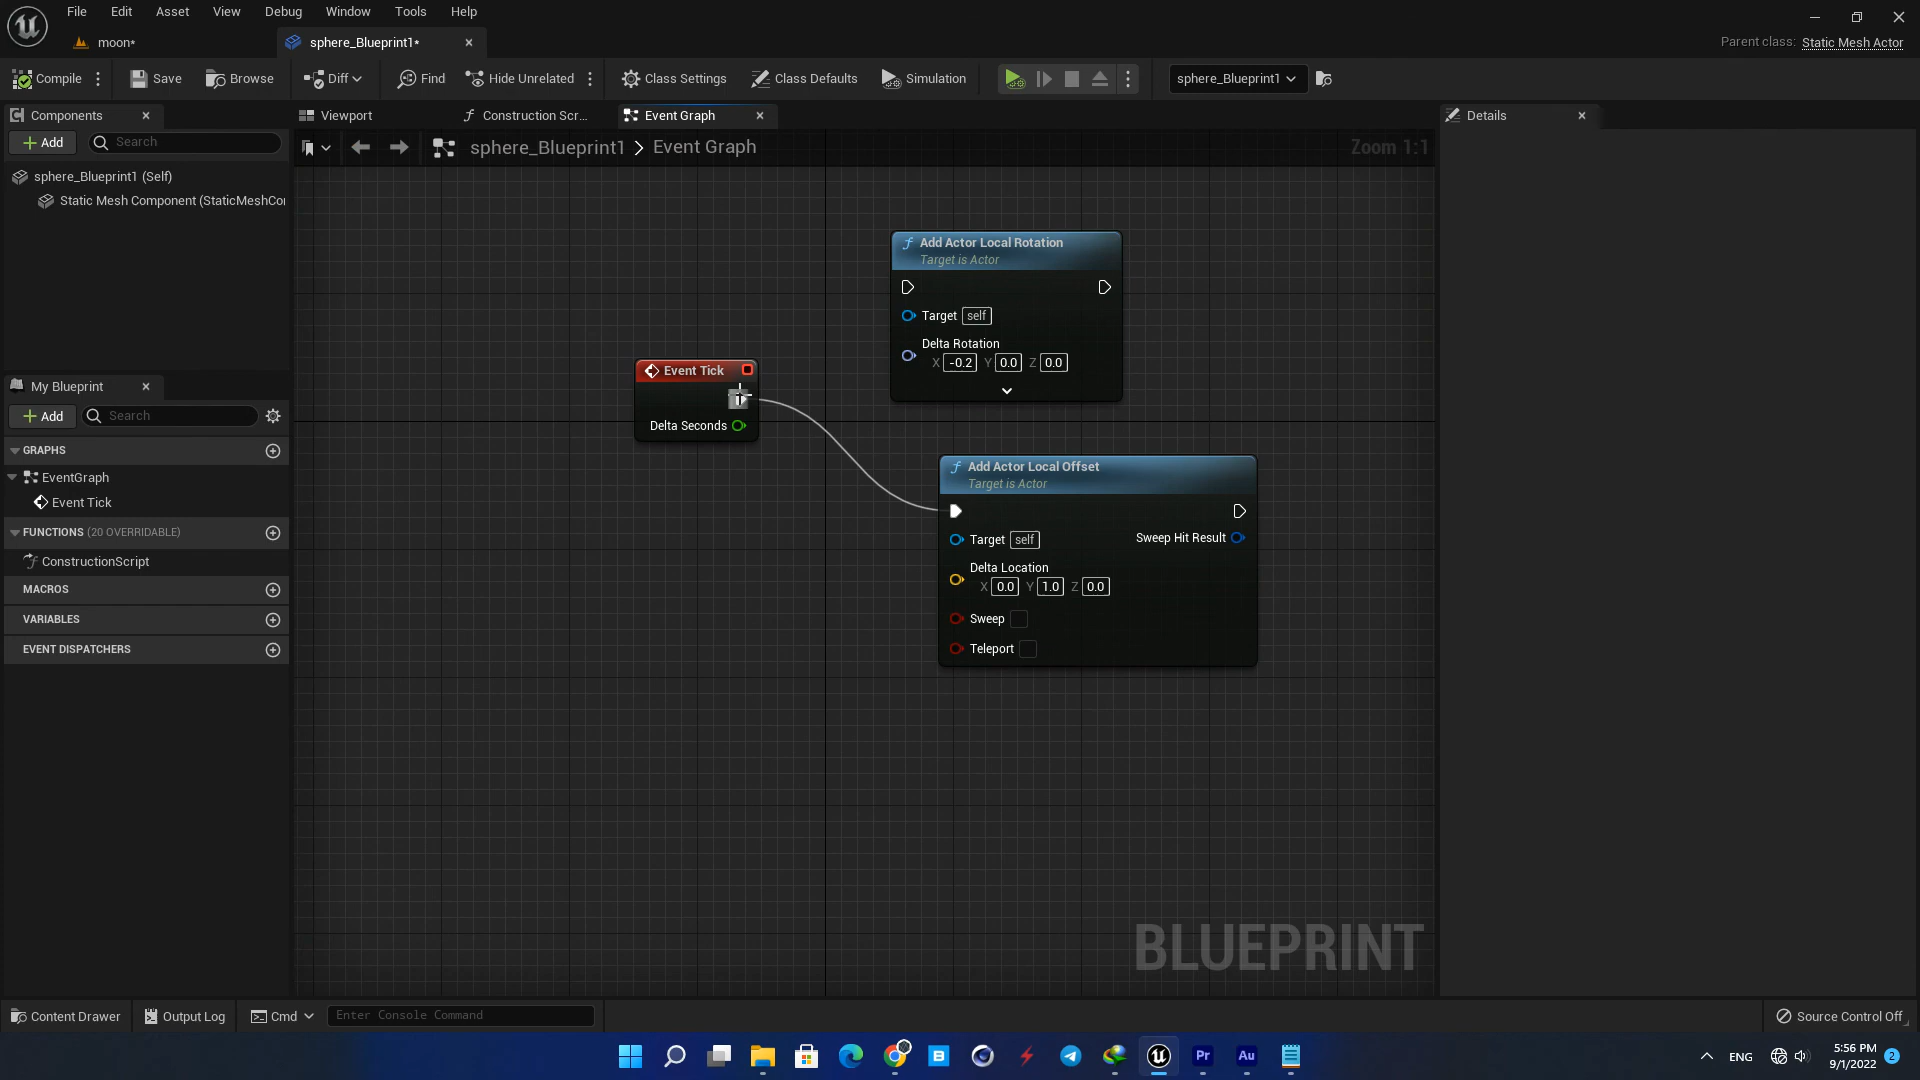 File Edit Asset View Debug Window Tools Help
moon*
sphere_Blueprint1*
Parent class: Static Mesh Actor
Compile Save Browse Diff Find Hide Unrelated Class Settings Class Defaults Simulation sphere_Blueprint1
Components
Add Search
sphere_Blueprint1 (Self)
Static Mesh Component (StaticMeshCo
My Blueprint
Add Search
GRAPHS
EventGraph
Event Tick
FUNCTIONS (20 OVERRIDABLE)
ConstructionScript
MACROS
VARIABLES
EVENT DISPATCHERS
Viewport Construction Scr... Event Graph
sphere_Blueprint1 > Event Graph Zoom 1:1
Add Actor Local Rotation
Target is Actor
Target self
Delta Rotation
X -0.2 Y 0.0 Z 0.0
Event Tick
Delta Seconds
Add Actor Local Offset
Target is Actor
Target self Sweep Hit Result
Delta Location
X 0.0 Y 1.0 Z 0.0
Sweep
Teleport
BLUEPRINT
Details
Content Drawer Output Log Cmd Enter Console Command Source Control Off
Pr Au ENG 5:56 PM
9/1/2022 2